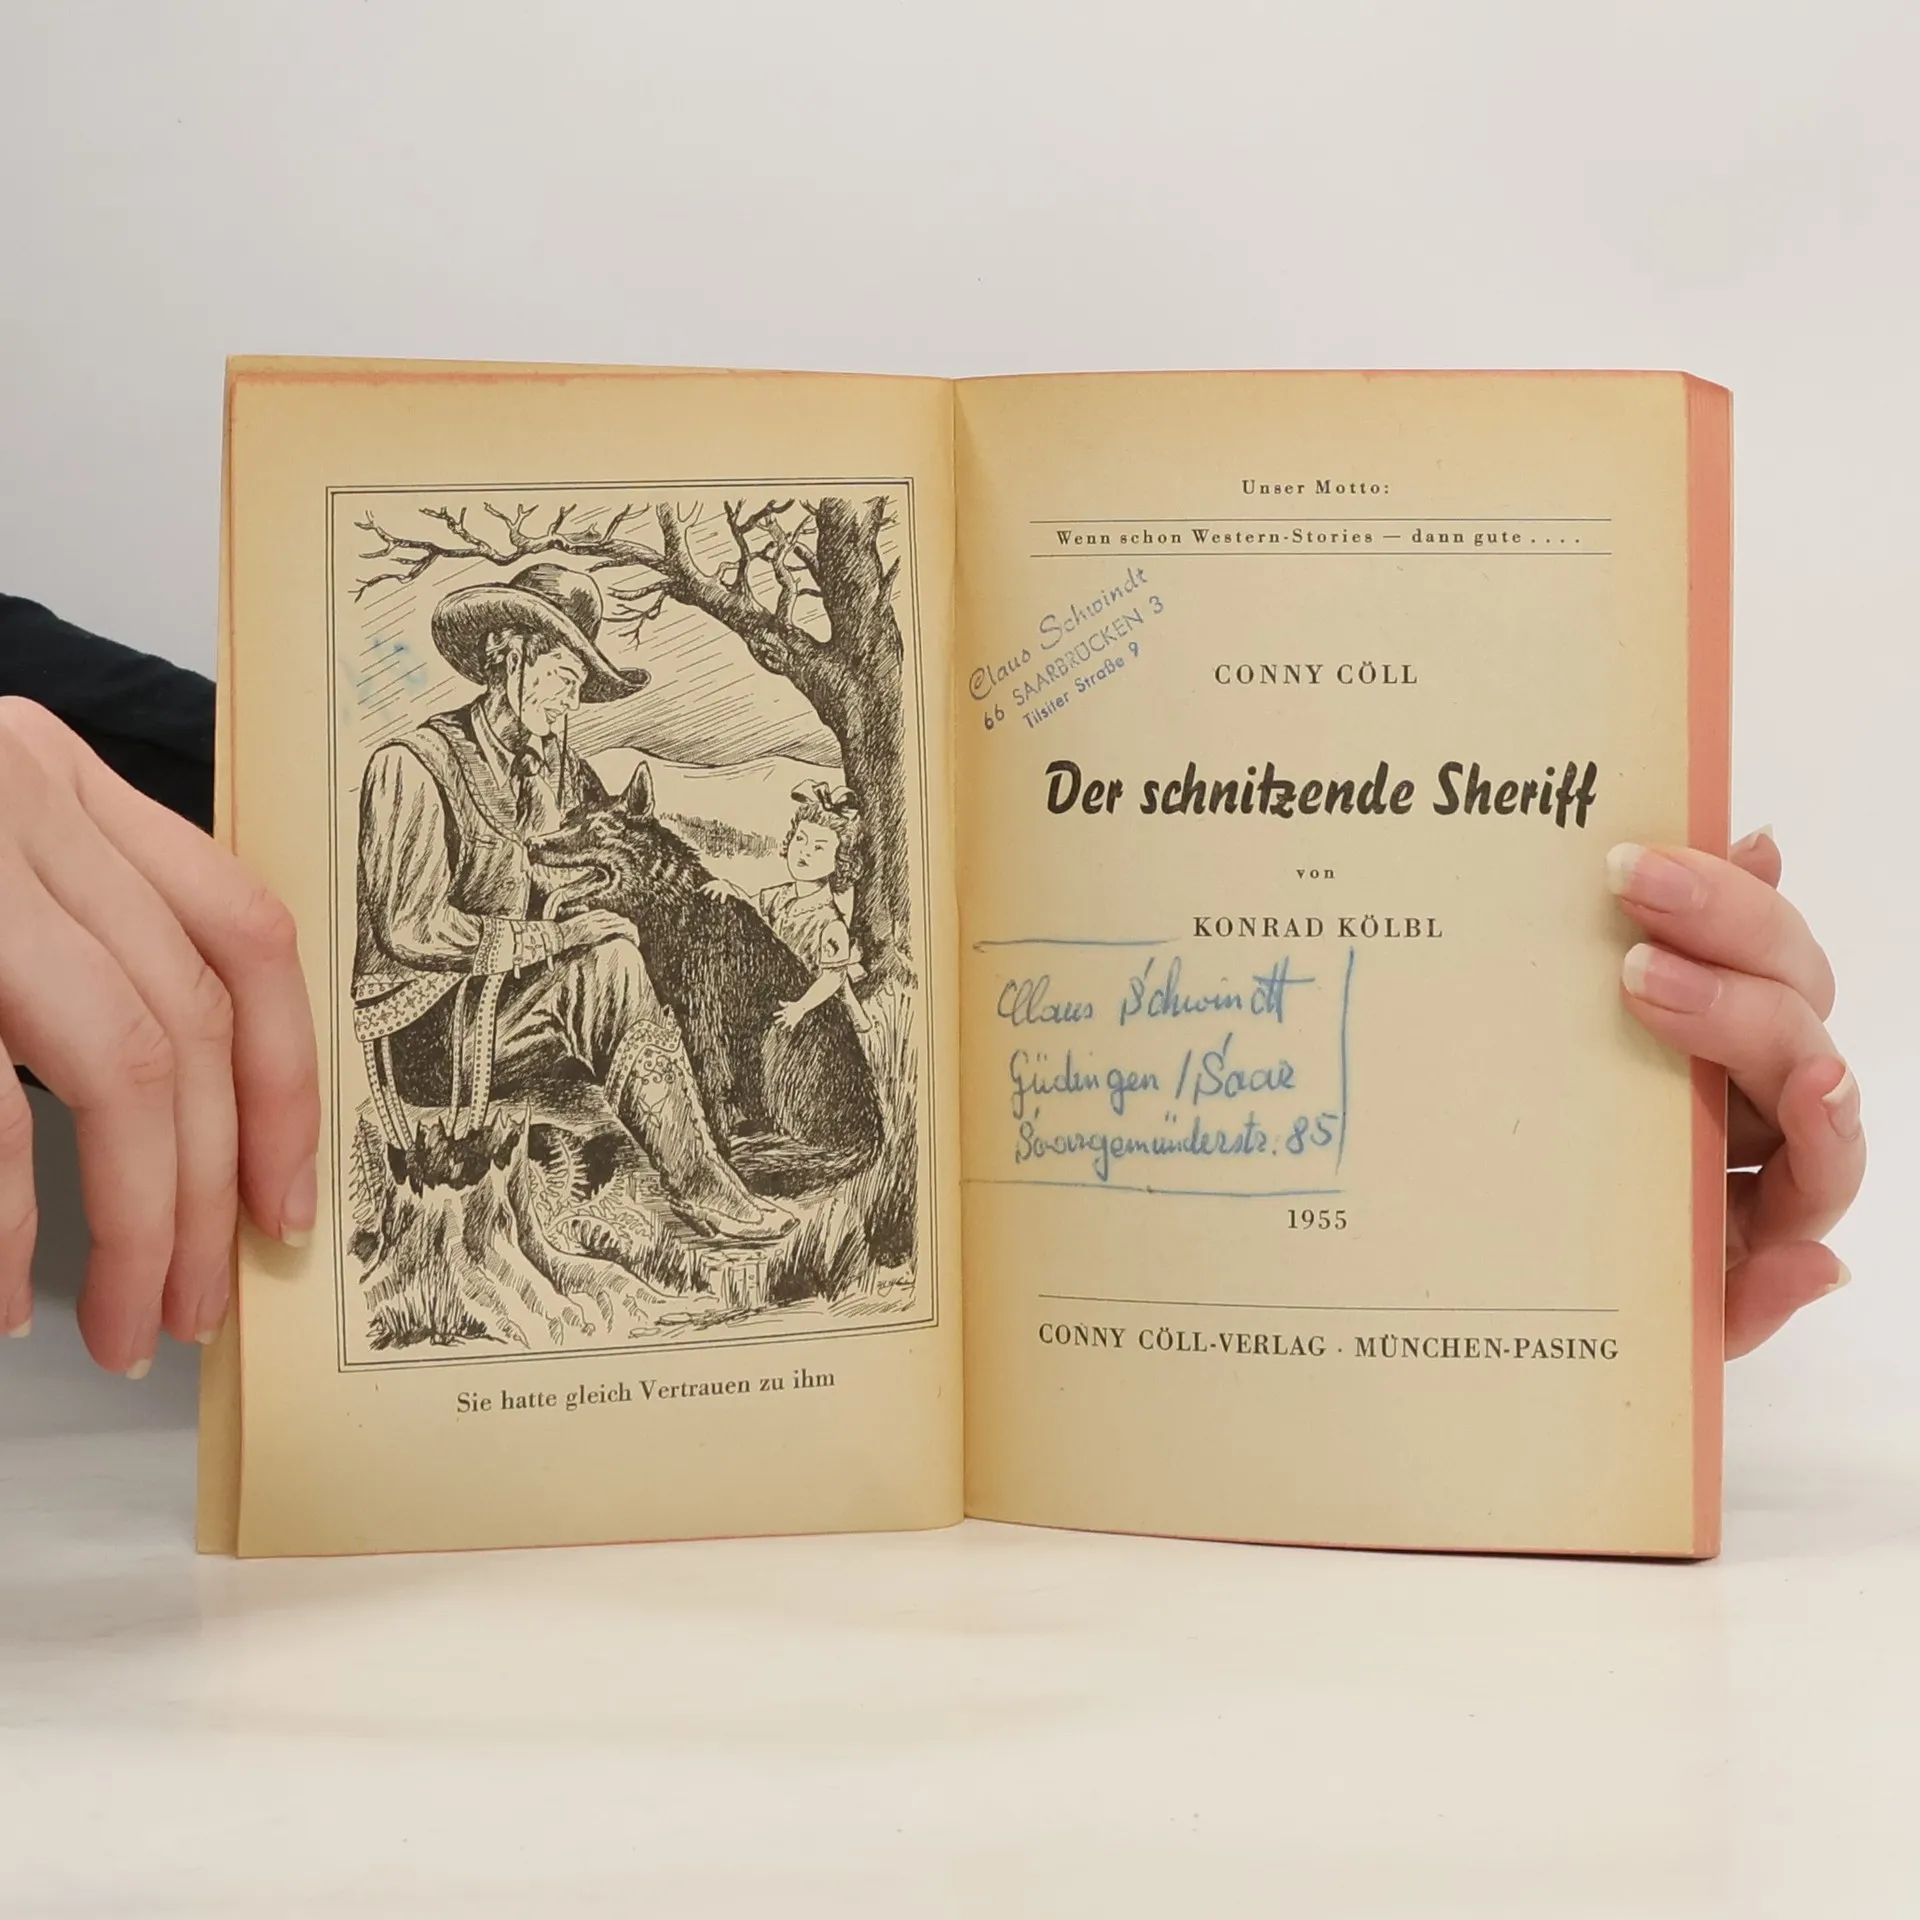 Sie hatte gleich Vertrauen zu ihm
Unser Motto:
Wenn schon Western-Stories — dann gute . . . .
Claus Schwindt
66 SAARBRÜCKEN 3
Tilsiter Straße 9
CONNY CÖLL
Der schnitzende Sheriff
von
KONRAD KÖLBL
Claus Schwindt
Güdingen / Saar
Saargemünderstr. 85
1955
CONNY CÖLL-VERLAG · MÜNCHEN-PASING